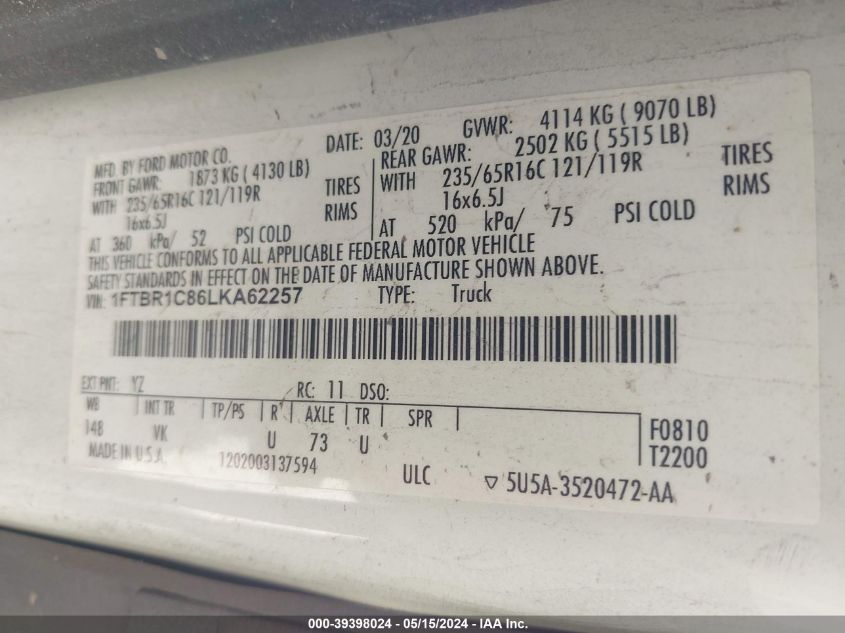 MFD. BY FORD MOTOR CO. DATE: 03/20 GVWR: 4114 KG ( 9070 LB)
FRONT GAWR: 1873 KG ( 4130 LB) REAR GAWR: 2502 KG ( 5515 LB)
WITH 235/65R16C 121/119R TIRES WITH 235/65R16C 121/119R TIRES
16x6.5J RIMS 16x6.5J RIMS
AT 360 kPa/ 52 PSI COLD AT 520 kPa/ 75 PSI COLD
THIS VEHICLE CONFORMS TO ALL APPLICABLE FEDERAL MOTOR VEHICLE
SAFETY STANDARDS IN EFFECT ON THE DATE OF MANUFACTURE SHOWN ABOVE.
VIN: 1FTBR1C86LKA62257 TYPE: Truck
EXT PNT: YZ RC: 11 DSO:
WB INT TR TP/PS R AXLE TR SPR F0810
148 VK U 73 U T2200
MADE IN U.S.A. 1202003137594 ULC ▽ 5U5A-3520472-AA
000-39398024 - 05/15/2024 - IAA Inc.